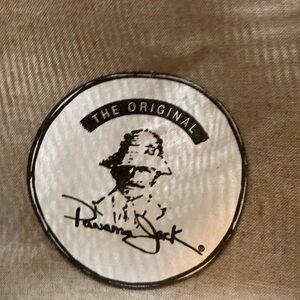 THE ORIGINAL
Panama Jack ®